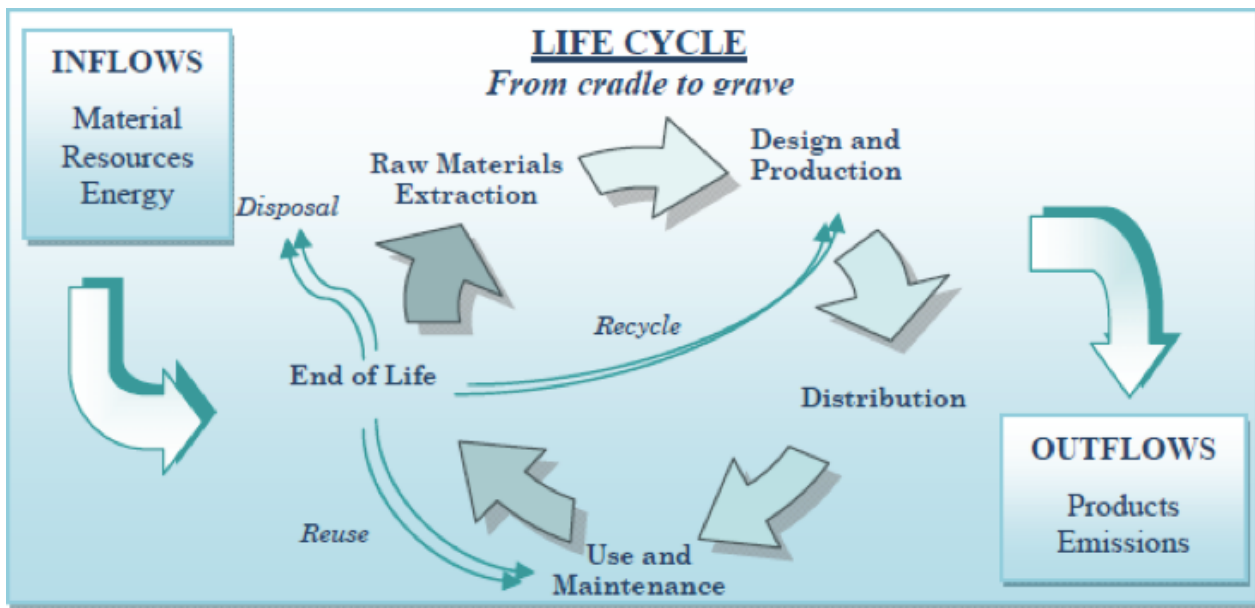 LIFE CYCLE
From cradle to grave
INFLOWS
Material
Resources
Energy
Raw Materials
Extraction
Design and
Production
Disposal
Recycle
End of Life
Distribution
Reuse
Use and
Maintenance
OUTFLOWS
Products
Emissions